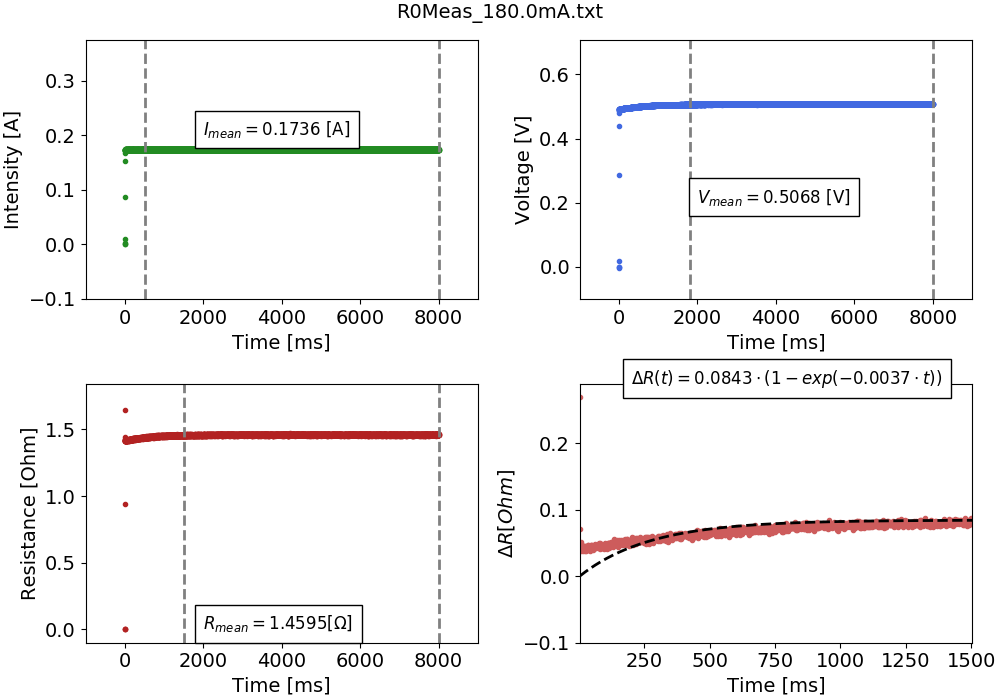 R0Meas_180.0mA.txt
Intensity [A]
0.3
0.2
0.1
0.0
−0.1
I_mean = 0.1736 [A]
0 2000 4000 6000 8000
Time [ms]
Voltage [V]
0.6
0.4
0.2
0.0
V_mean = 0.5068 [V]
0 2000 4000 6000 8000
Time [ms]
Resistance [Ohm]
1.5
1.0
0.5
0.0
R_mean = 1.4595[Ω]
0 2000 4000 6000 8000
Time [ms]
ΔR(t) = 0.0843 · (1 − exp(−0.0037 · t))
ΔR[Ohm]
0.2
0.1
0.0
−0.1
250 500 750 1000 1250 1500
Time [ms]